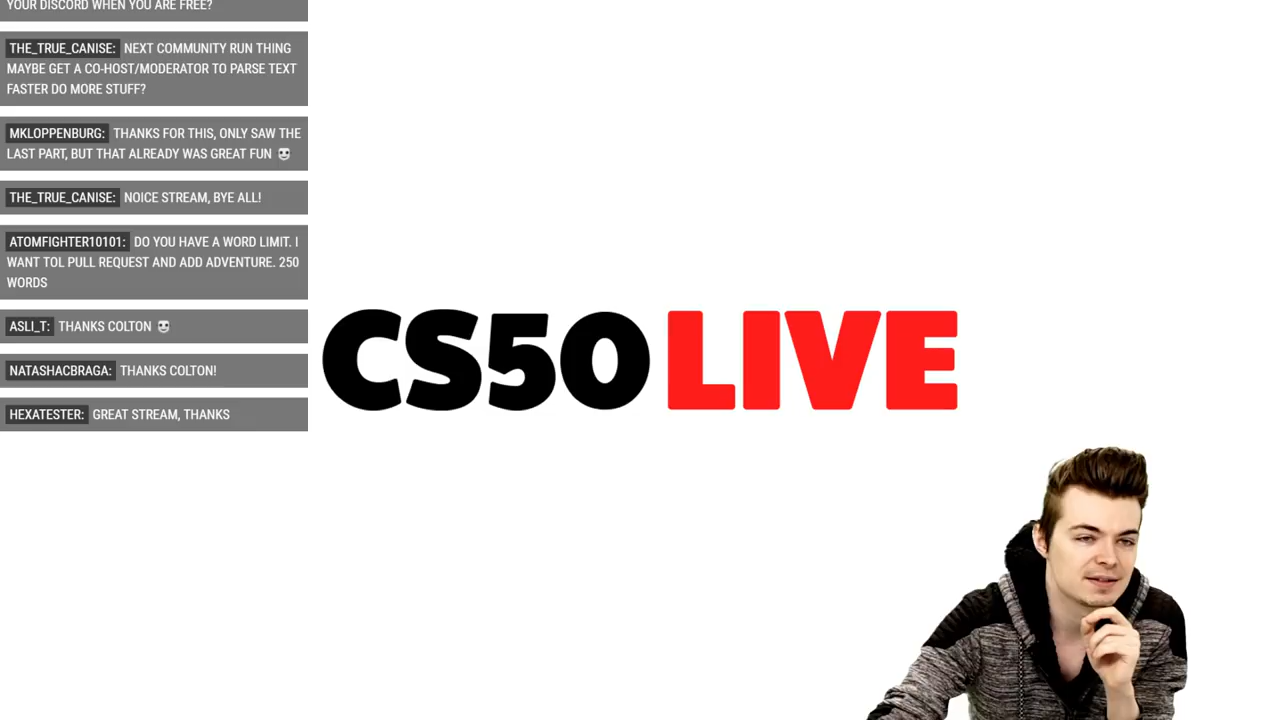 YOUR DISCORD WHEN YOU ARE FREE?
THE_TRUE_CANISE: NEXT COMMUNITY RUN THING
MAYBE GET A CO-HOST/MODERATOR TO PARSE TEXT
FASTER DO MORE STUFF?
MKLOPPENBURG: THANKS FOR THIS, ONLY SAW THE
LAST PART, BUT THAT ALREADY WAS GREAT FUN
THE_TRUE_CANISE: NOICE STREAM, BYE ALL!
ATOMFIGHTER10101: DO YOU HAVE A WORD LIMIT. I
WANT TOL PULL REQUEST AND ADD ADVENTURE. 250
WORDS
ASLI_T: THANKS COLTON
NATASHACBRAGA: THANKS COLTON!
HEXATESTER: GREAT STREAM, THANKS
CS50 LIVE